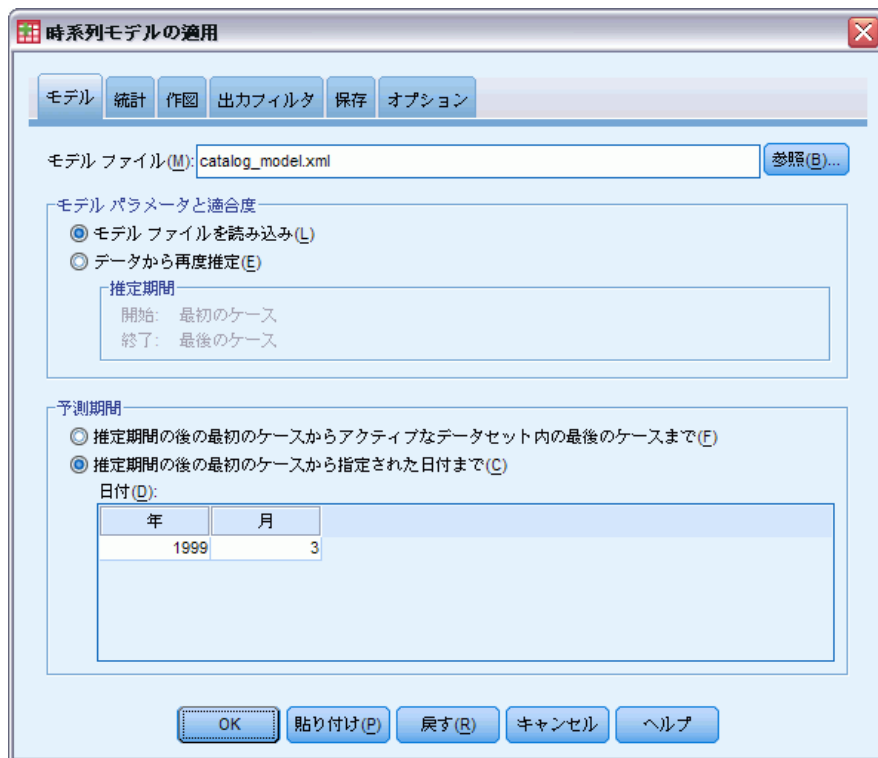 時系列モデルの適用
モデル 統計 作図 出力フィルタ 保存 オプション
モデル ファイル(M): catalog_model.xml 参照(B)...
モデル パラメータと適合度
モデル ファイルを読み込み(L)
データから再度推定(E)
推定期間
開始: 最初のケース
終了: 最後のケース
予測期間
推定期間の後の最初のケースからアクティブなデータセット内の最後のケースまで(F)
推定期間の後の最初のケースから指定された日付まで(C)
日付(D):
年 月
1999 3
OK 貼り付け(P) 戻す(R) キャンセル ヘルプ